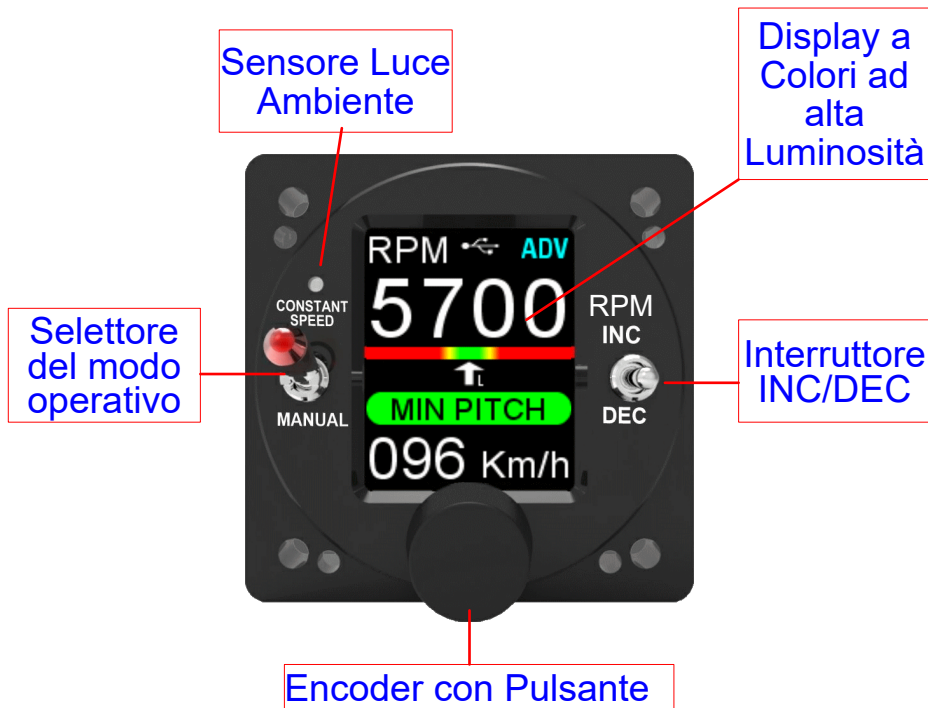 Sensore Luce
Ambiente
Display a
Colori ad
alta
Luminosità
RPM ADV
5700
CONSTANT
SPEED
RPM
INC
Selettore
del modo
operativo
L
Interruttore
INC/DEC
MIN PITCH
MANUAL
DEC
096 Km/h
Encoder con Pulsante